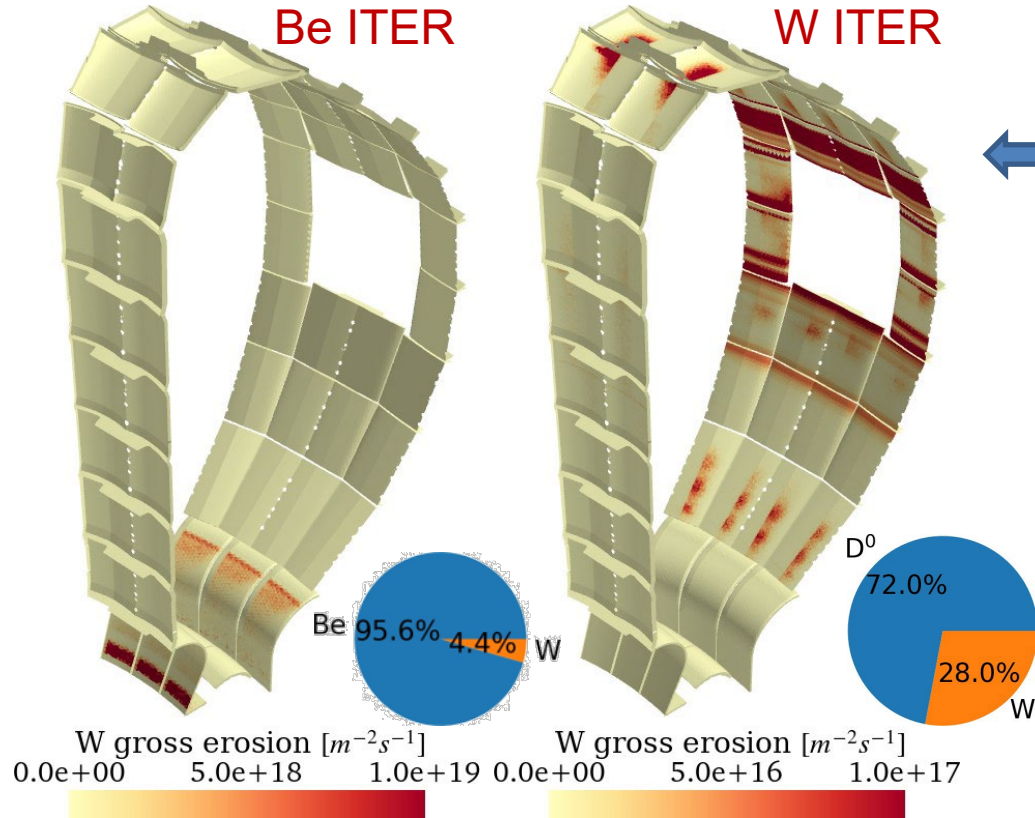 Be ITER
W ITER
Be
95.6%
4.4%
W
D⁰
72.0%
28.0%
W
W gross erosion [m⁻²s⁻¹]
0.0e+00 5.0e+18 1.0e+19
W gross erosion [m⁻²s⁻¹]
0.0e+00 5.0e+16 1.0e+17